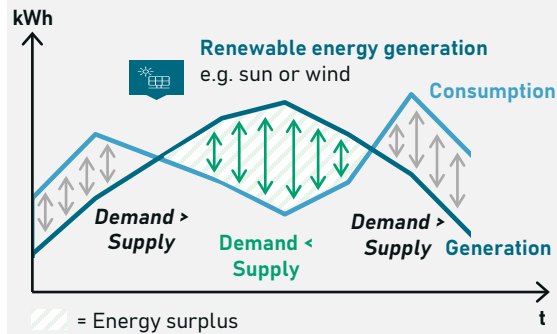 kWh
Renewable energy generation
e.g. sun or wind
Consumption
Demand >
Supply
Demand <
Supply
Demand >
Supply
Generation
t
= Energy surplus